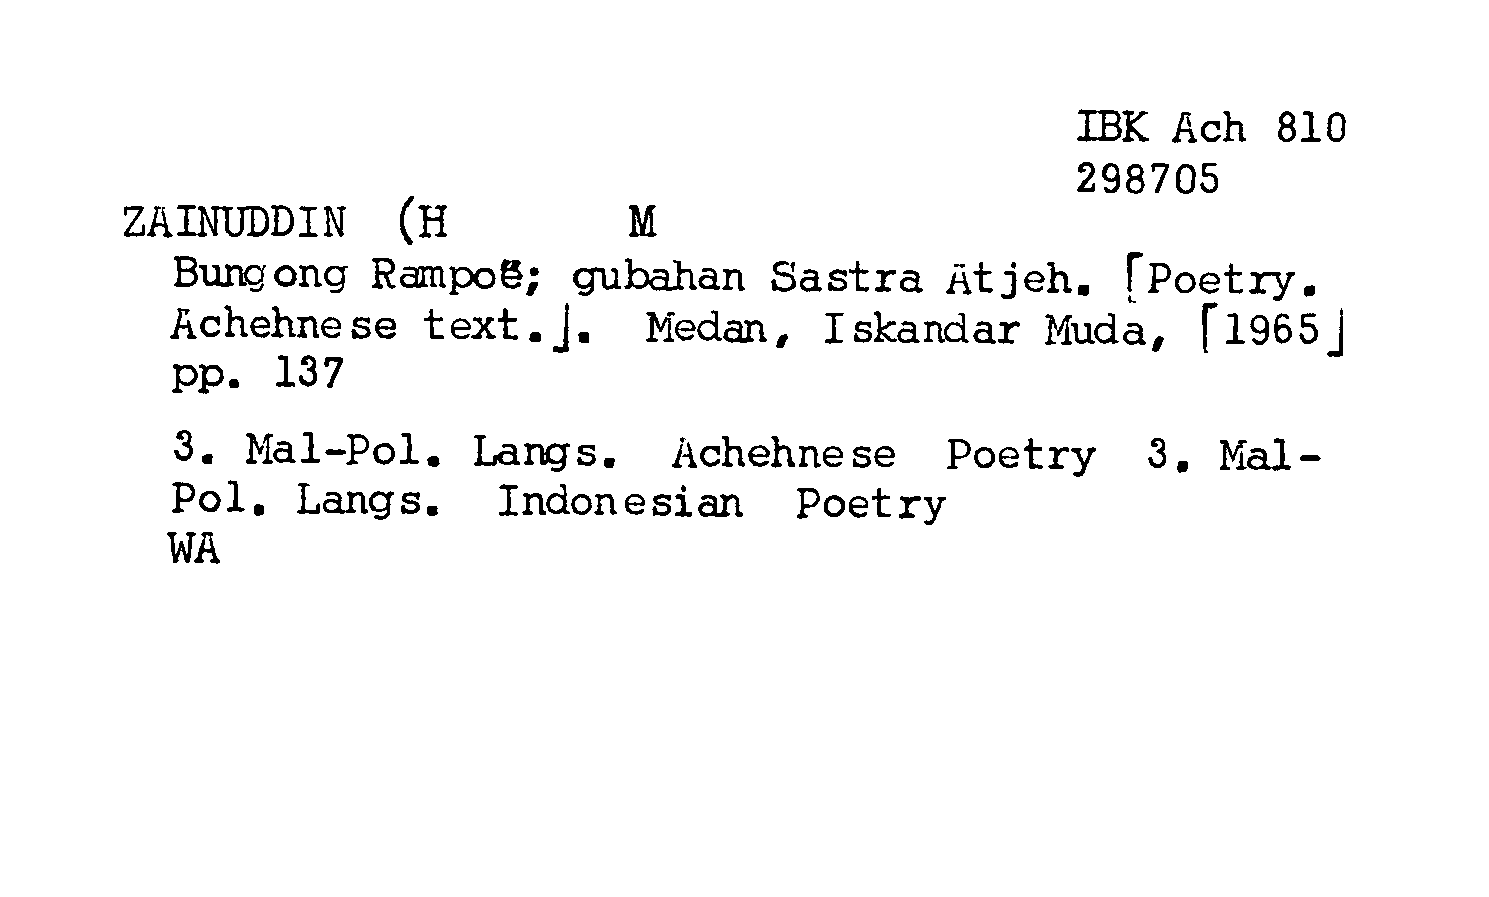 IBK Ach 810
298705
ZAINUDDIN (H M
Bungong Rampoë; gubahan Sastra Atjeh. ⌈Poetry.
Achehnese text.⌋. Medan, Iskandar Muda, ⌈1965⌋
pp. 137
3. Mal-Pol. Langs. Achehnese Poetry 3. Mal-
Pol. Langs. Indonesian Poetry
WA